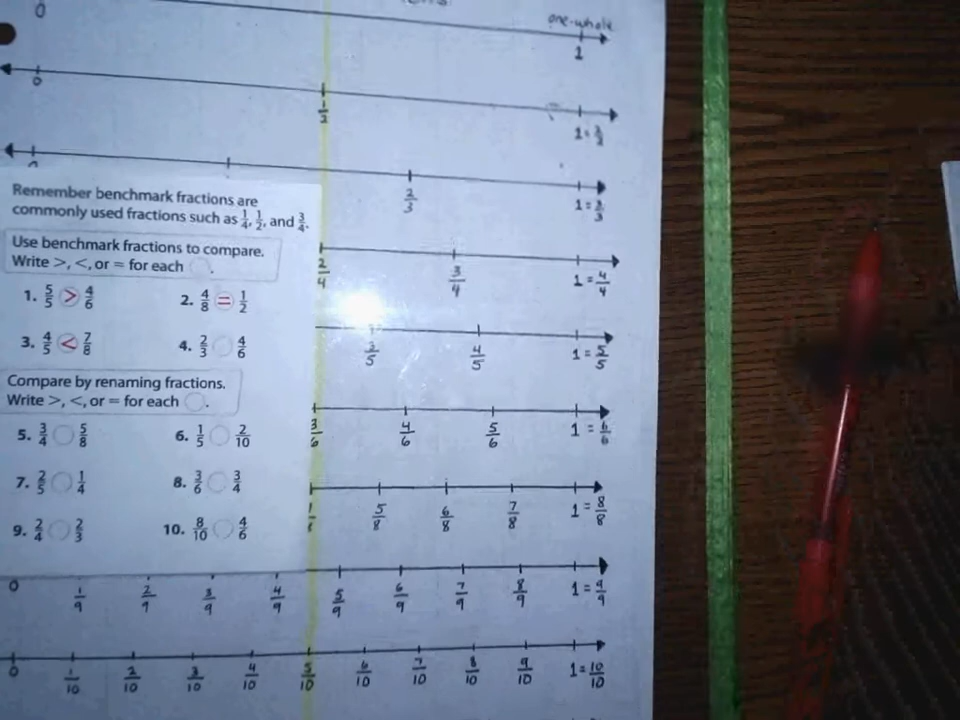 0
one-whole
1
0
1/2
1 = 2/2
2/3
1 = 3/3
Remember benchmark fractions are
commonly used fractions such as 1/4, 1/2, and 3/4.
2/4 3/4 1 = 4/4
Use benchmark fractions to compare.
Write >, <, or = for each ◯.
1. 5/5 > 4/6 2. 4/8 = 1/2
3. 4/5 < 7/8 4. 2/3 ◯ 4/6
3/5 4/5 1 = 5/5
Compare by renaming fractions.
Write >, <, or = for each ◯.
5. 3/4 ◯ 5/8 6. 1/5 ◯ 2/10
3/6 4/6 5/6 1 = 6/6
7. 2/5 ◯ 1/4 8. 3/6 ◯ 3/4
9. 2/4 ◯ 2/3 10. 8/10 ◯ 4/6
5/8 6/8 7/8 1 = 8/8
0 1/9 2/9 3/9 4/9 5/9 6/9 7/9 8/9 1 = 9/9
0 1/10 2/10 3/10 4/10 5/10 6/10 7/10 8/10 9/10 1 = 10/10